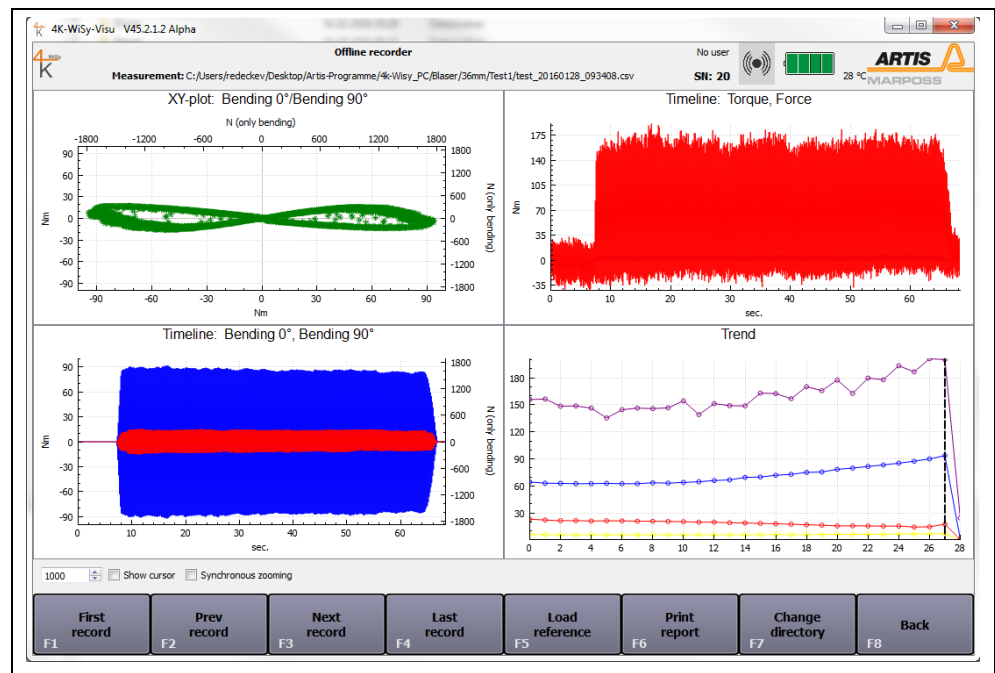 4K-WiSy-Visu V45.2.1.2 Alpha
4 WiSy K
Offline recorder
Measurement: C:/Users/redeckev/Desktop/Artis-Programme/4k-Wisy_PC/Blaser/36mm/Test1/test_20160128_093408.csv
No user
SN: 20
28 °C
ARTIS
MARPOSS
XY-plot: Bending 0°/Bending 90°
N (only bending)
-1800 -1200 -600 0 600 1200 1800
90 60 30 0 -30 -60 -90
Nm
1800 1200 600 0 -600 -1200 -1800
N (only bending)
-90 -60 -30 0 30 60 90
Nm
Timeline: Torque, Force
175 140 105 70 35 0 -35
Nm
0 10 20 30 40 50 60
sec.
Timeline: Bending 0°, Bending 90°
90 60 30 0 -30 -60 -90
Nm
1800 1200 600 0 -600 -1200 -1800
N (only bending)
0 10 20 30 40 50 60
sec.
Trend
180 150 120 90 60 30
0 2 4 6 8 10 12 14 16 18 20 22 24 26 28
1000 Show cursor Synchronous zooming
First record F1
Prev record F2
Next record F3
Last record F4
Load reference F5
Print report F6
Change directory F7
Back F8